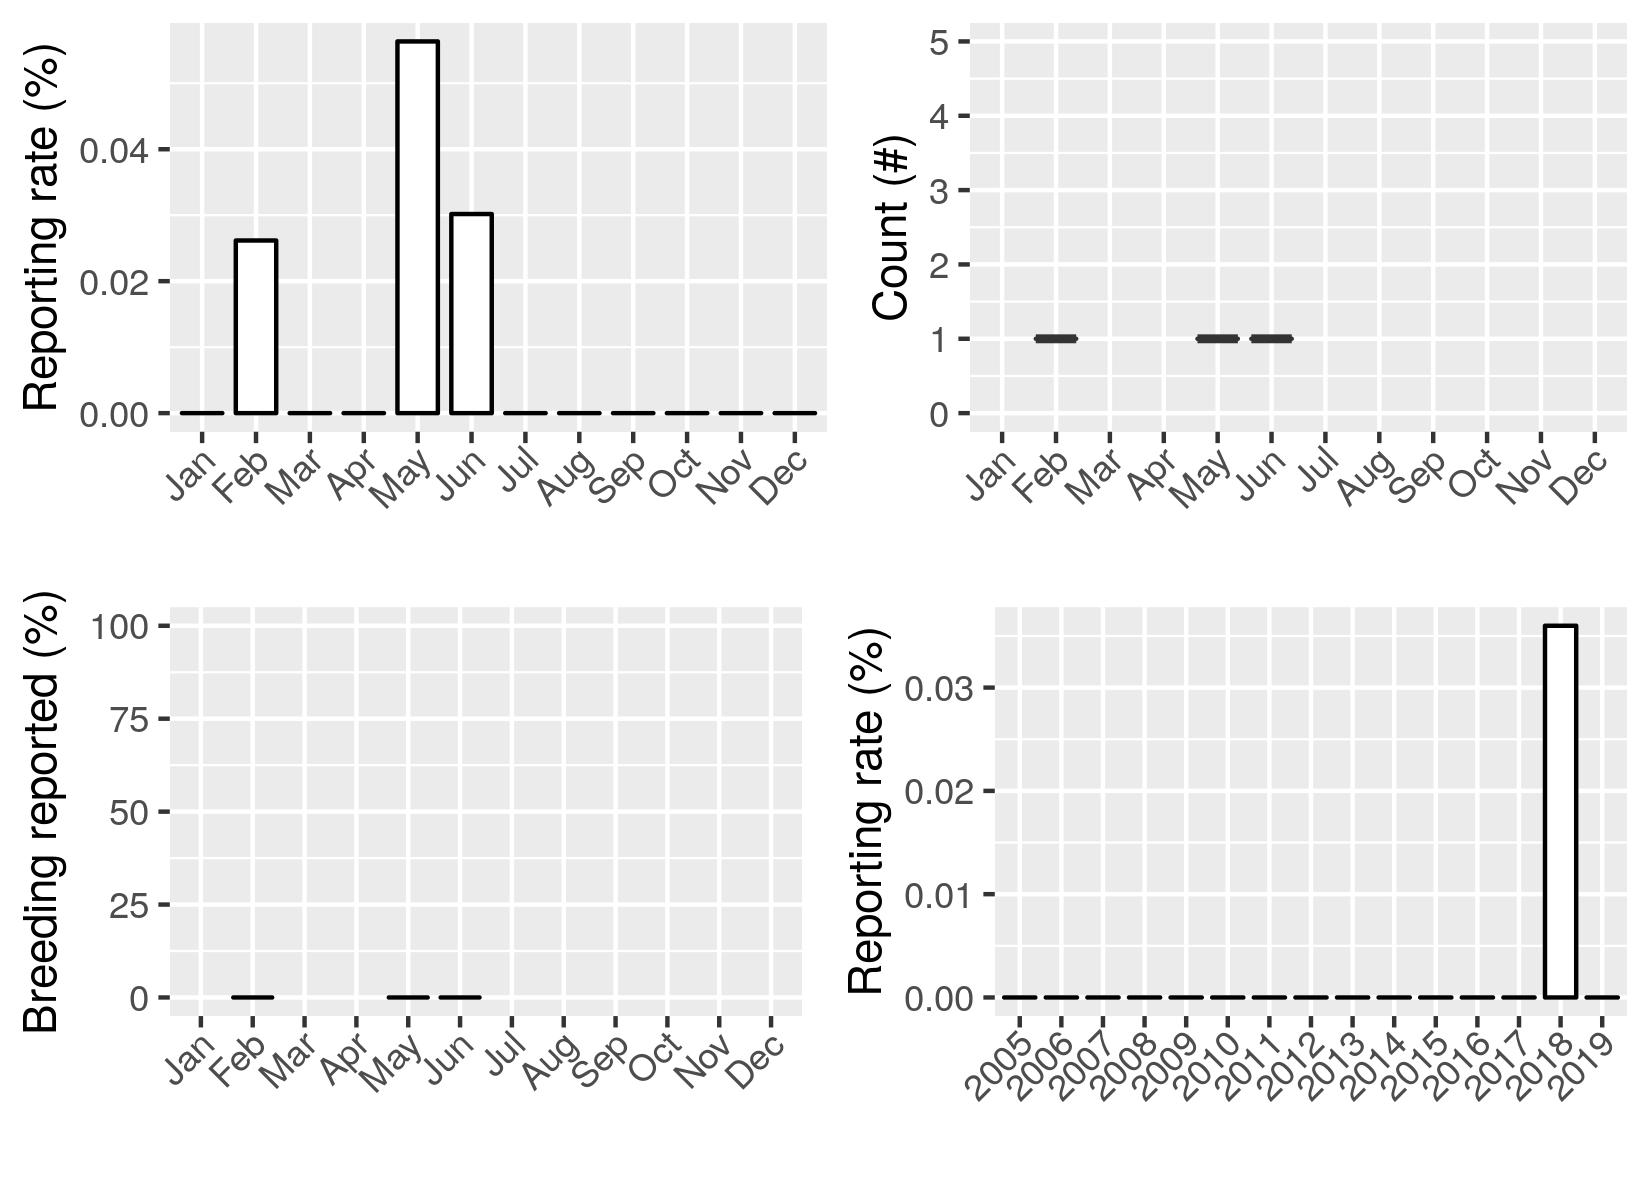 Reporting rate (%)
0.04
0.02
0.00
Jan Feb Mar Apr May Jun Jul Aug Sep Oct Nov Dec
Count (#)
5
4
3
2
1
0
Jan Feb Mar Apr May Jun Jul Aug Sep Oct Nov Dec
Breeding reported (%)
100
75
50
25
0
Jan Feb Mar Apr May Jun Jul Aug Sep Oct Nov Dec
Reporting rate (%)
0.03
0.02
0.01
0.00
2005 2006 2007 2008 2009 2010 2011 2012 2013 2014 2015 2016 2017 2018 2019